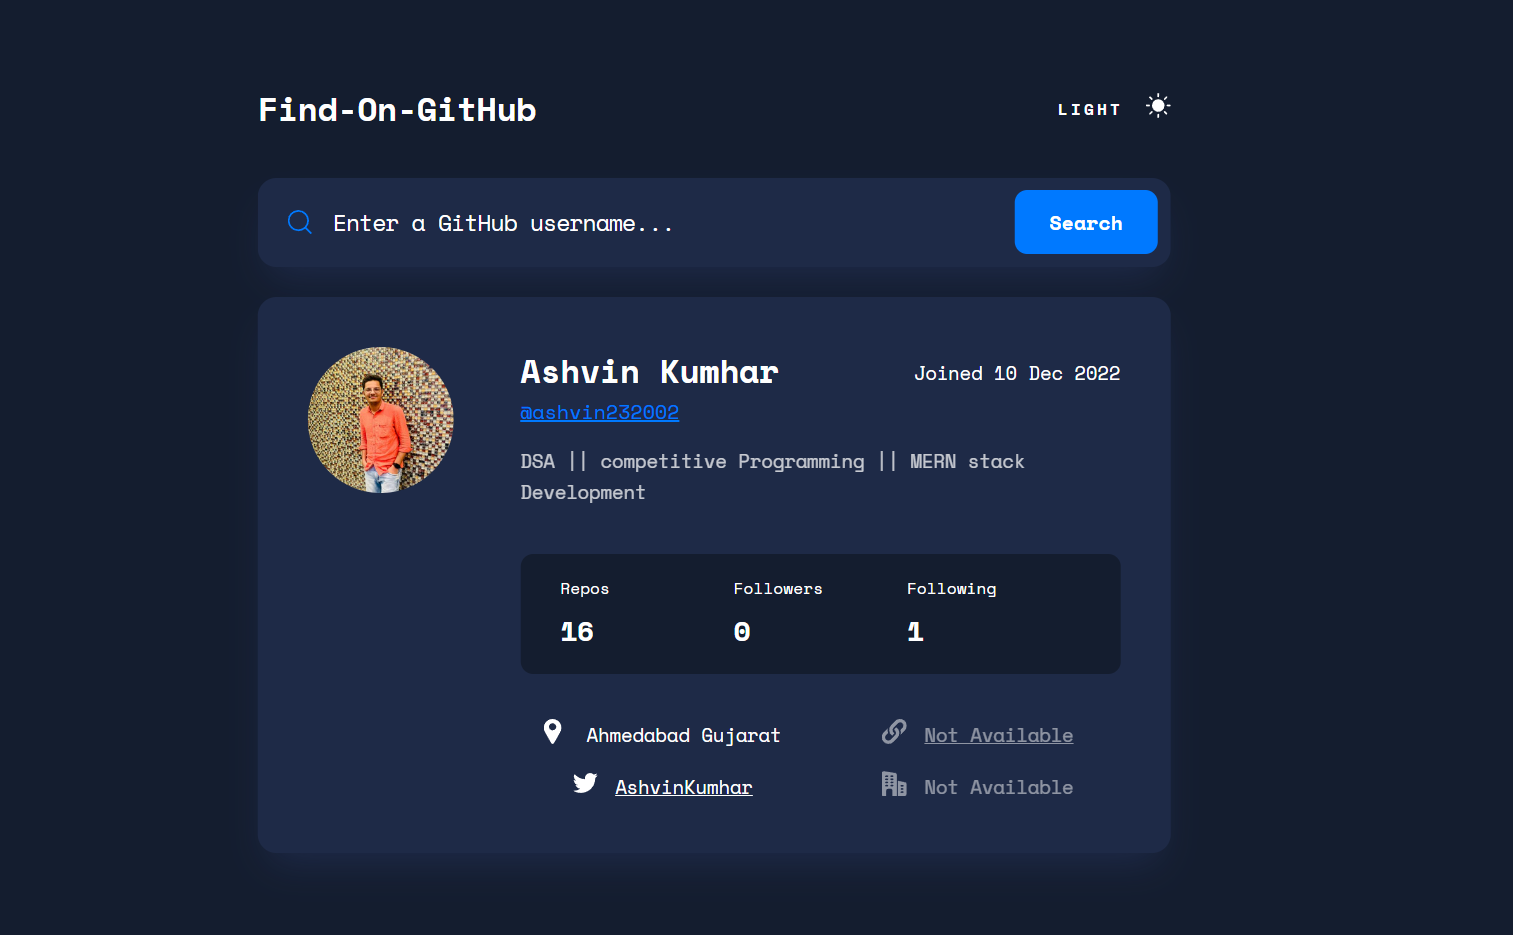 Find-On-GitHub
LIGHT
Enter a GitHub username...
Search
Ashvin Kumhar
Joined 10 Dec 2022
@ashvin232002
DSA || competitive Programming || MERN stack
Development
Repos Followers Following
16 0 1
Ahmedabad Gujarat
Not Available
AshvinKumhar
Not Available